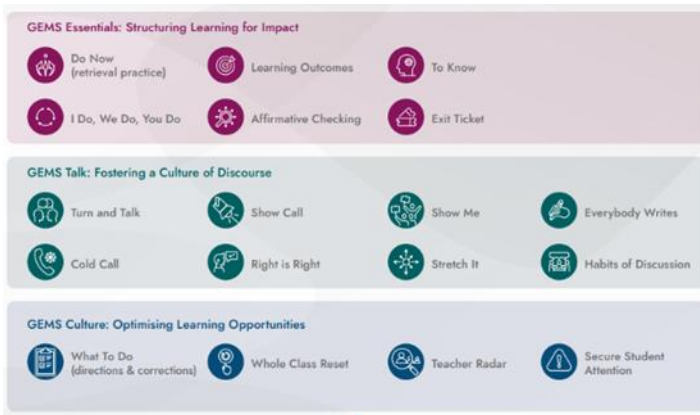 GEMS Essentials: Structuring Learning for Impact
Do Now
(retrieval practice)
Learning Outcomes
To Know
I Do, We Do, You Do
Affirmative Checking
Exit Ticket
GEMS Talk: Fostering a Culture of Discourse
Turn and Talk
Show Call
Show Me
Everybody Writes
Cold Call
Right is Right
Stretch It
Habits of Discussion
GEMS Culture: Optimising Learning Opportunities
What To Do
(directions & corrections)
Whole Class Reset
Teacher Radar
Secure Student
Attention